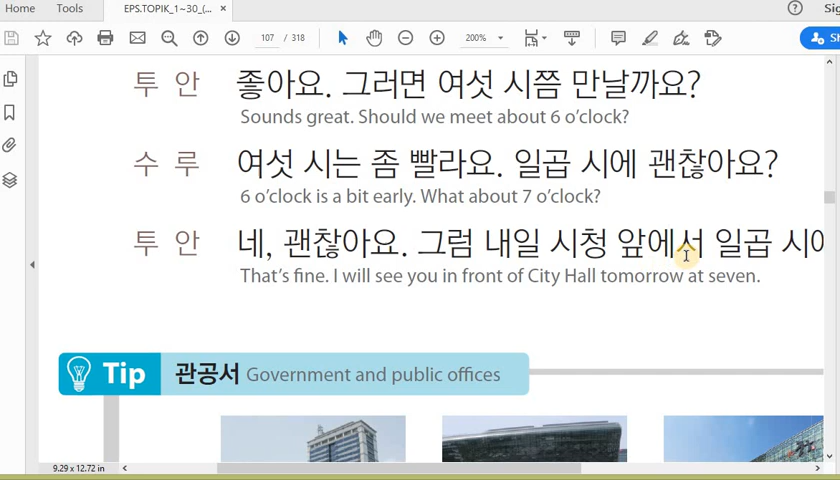 Home Tools EPS.TOPIK_1~30_(... × ? Sig
107 / 318 200%
투 안 좋아요. 그러면 여섯 시쯤 만날까요?
Sounds great. Should we meet about 6 o'clock?
수 루 여섯 시는 좀 빨라요. 일곱 시에 괜찮아요?
6 o'clock is a bit early. What about 7 o'clock?
투 안 네, 괜찮아요. 그럼 내일 시청 앞에서 일곱 시에
That's fine. I will see you in front of City Hall tomorrow at seven.
Tip 관공서 Government and public offices
9.29 x 12.72 in